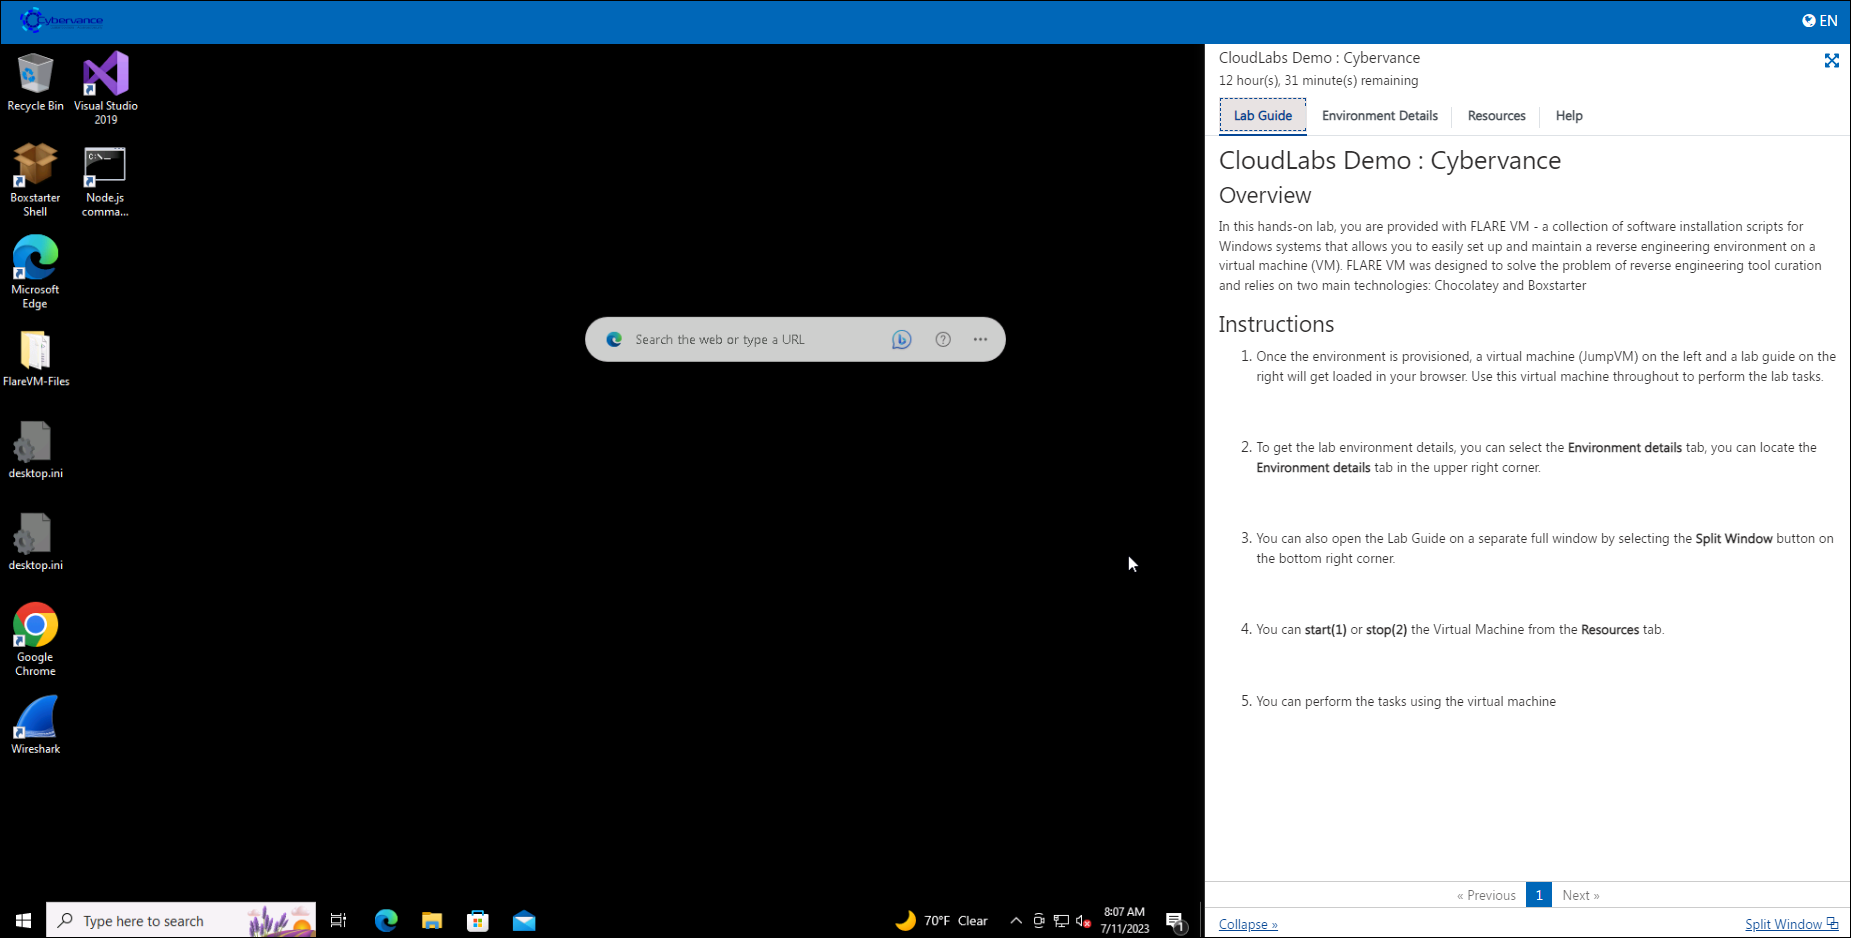 Cybervance
EN
Recycle Bin
Visual Studio
2019
Boxstarter
Shell
Node.js
comma...
Microsoft
Edge
FlareVM-Files
desktop.ini
desktop.ini
Google
Chrome
Wireshark
Search the web or type a URL
Type here to search
70°F Clear
8:07 AM
7/11/2023
1
CloudLabs Demo : Cybervance
12 hour(s), 31 minute(s) remaining
Lab Guide
Environment Details
Resources
Help
CloudLabs Demo : Cybervance
Overview
In this hands-on lab, you are provided with FLARE VM - a collection of software installation scripts for
Windows systems that allows you to easily set up and maintain a reverse engineering environment on a
virtual machine (VM). FLARE VM was designed to solve the problem of reverse engineering tool curation
and relies on two main technologies: Chocolatey and Boxstarter
Instructions
1. Once the environment is provisioned, a virtual machine (JumpVM) on the left and a lab guide on the
right will get loaded in your browser. Use this virtual machine throughout to perform the lab tasks.
2. To get the lab environment details, you can select the Environment details tab, you can locate the
Environment details tab in the upper right corner.
3. You can also open the Lab Guide on a separate full window by selecting the Split Window button on
the bottom right corner.
4. You can start(1) or stop(2) the Virtual Machine from the Resources tab.
5. You can perform the tasks using the virtual machine
« Previous 1 Next »
Collapse »
Split Window